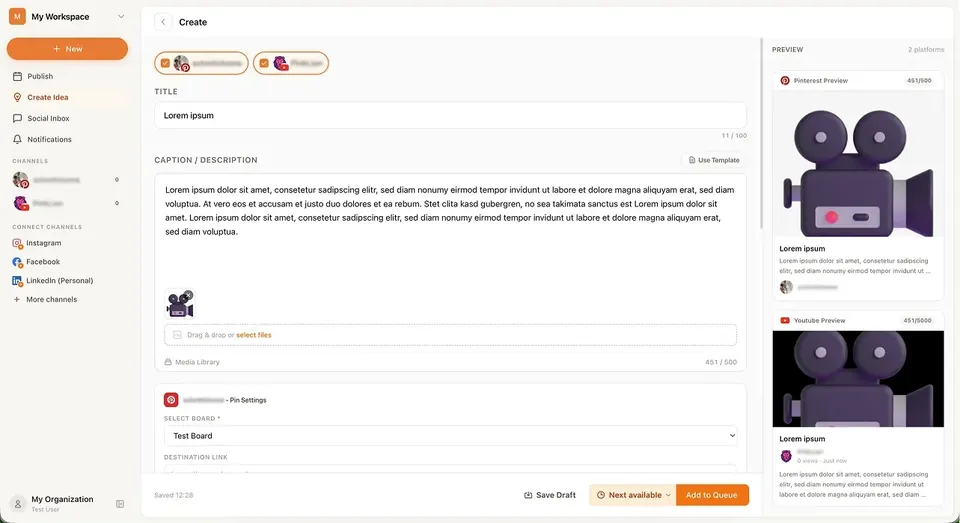 M My Workspace
+ New
Publish
Create Idea
Social Inbox
Notifications
CHANNELS
0
0
CONNECT CHANNELS
Instagram
Facebook
LinkedIn (Personal)
+ More channels
My Organization
Test User
Create
TITLE
Lorem ipsum
11 / 100
CAPTION / DESCRIPTION
Use Template
Lorem ipsum dolor sit amet, consetetur sadipscing elitr, sed diam nonumy eirmod tempor invidunt ut labore et dolore magna aliquyam erat, sed diam
voluptua. At vero eos et accusam et justo duo dolores et ea rebum. Stet clita kasd gubergren, no sea takimata sanctus est Lorem ipsum dolor sit
amet. Lorem ipsum dolor sit amet, consetetur sadipscing elitr, sed diam nonumy eirmod tempor invidunt ut labore et dolore magna aliquyam erat,
sed diam voluptua.
Drag & drop or select files
Media Library
451 / 500
- Pin Settings
SELECT BOARD *
Test Board
DESTINATION LINK
Saved 12:28
Save Draft
Next available
Add to Queue
PREVIEW
2 platforms
Pinterest Preview
451/500
Lorem ipsum
Lorem ipsum dolor sit amet, consetetur sadipscing
elitr, sed diam nonumy eirmod tempor invidunt ut ...
Youtube Preview
451/5000
Lorem ipsum
0 views · Just now
Lorem ipsum dolor sit amet, consetetur sadipscing
elitr, sed diam nonumy eirmod tempor invidunt ut
labore et dolore magna aliquyam erat, sed diam ...